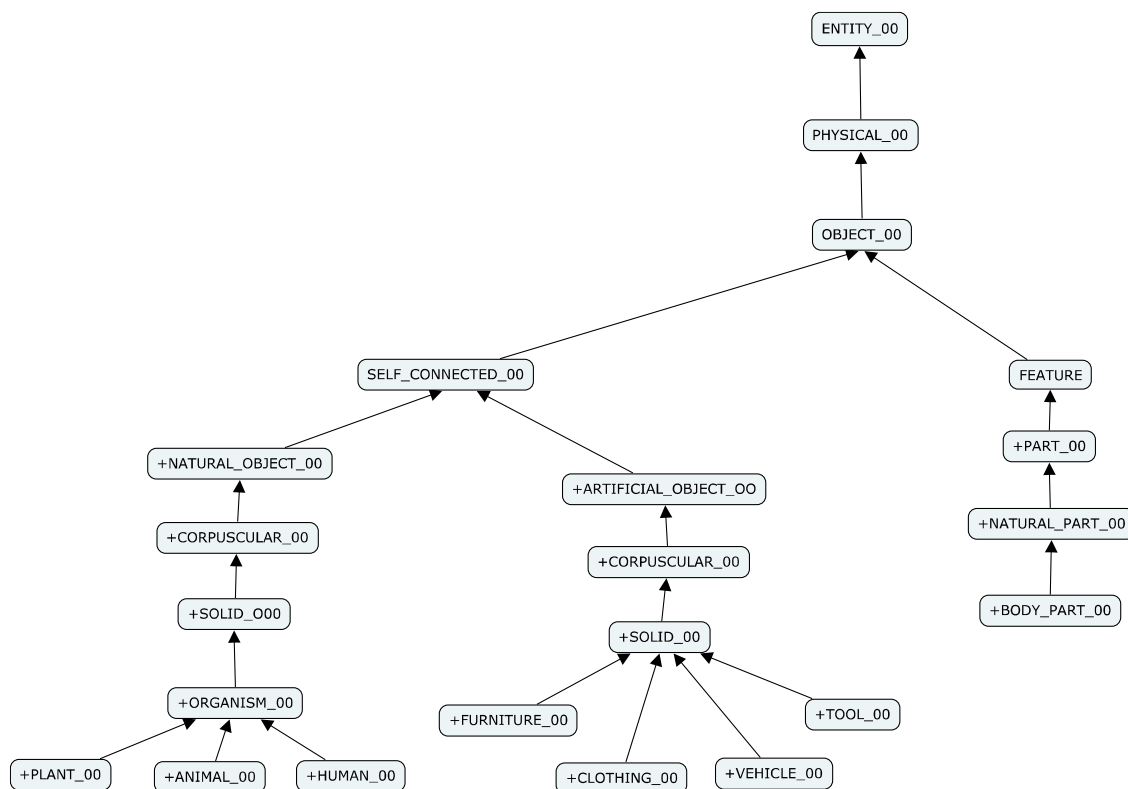 ENTITY_00
PHYSICAL_00
OBJECT_00
SELF_CONNECTED_00
FEATURE
+PART_00
+NATURAL_OBJECT_00
+ARTIFICIAL_OBJECT_OO
+NATURAL_PART_00
+CORPUSCULAR_00
+CORPUSCULAR_00
+BODY_PART_00
+SOLID_O00
+SOLID_00
+ORGANISM_00
+FURNITURE_00
+TOOL_00
+PLANT_00
+ANIMAL_00
+HUMAN_00
+CLOTHING_00
+VEHICLE_00